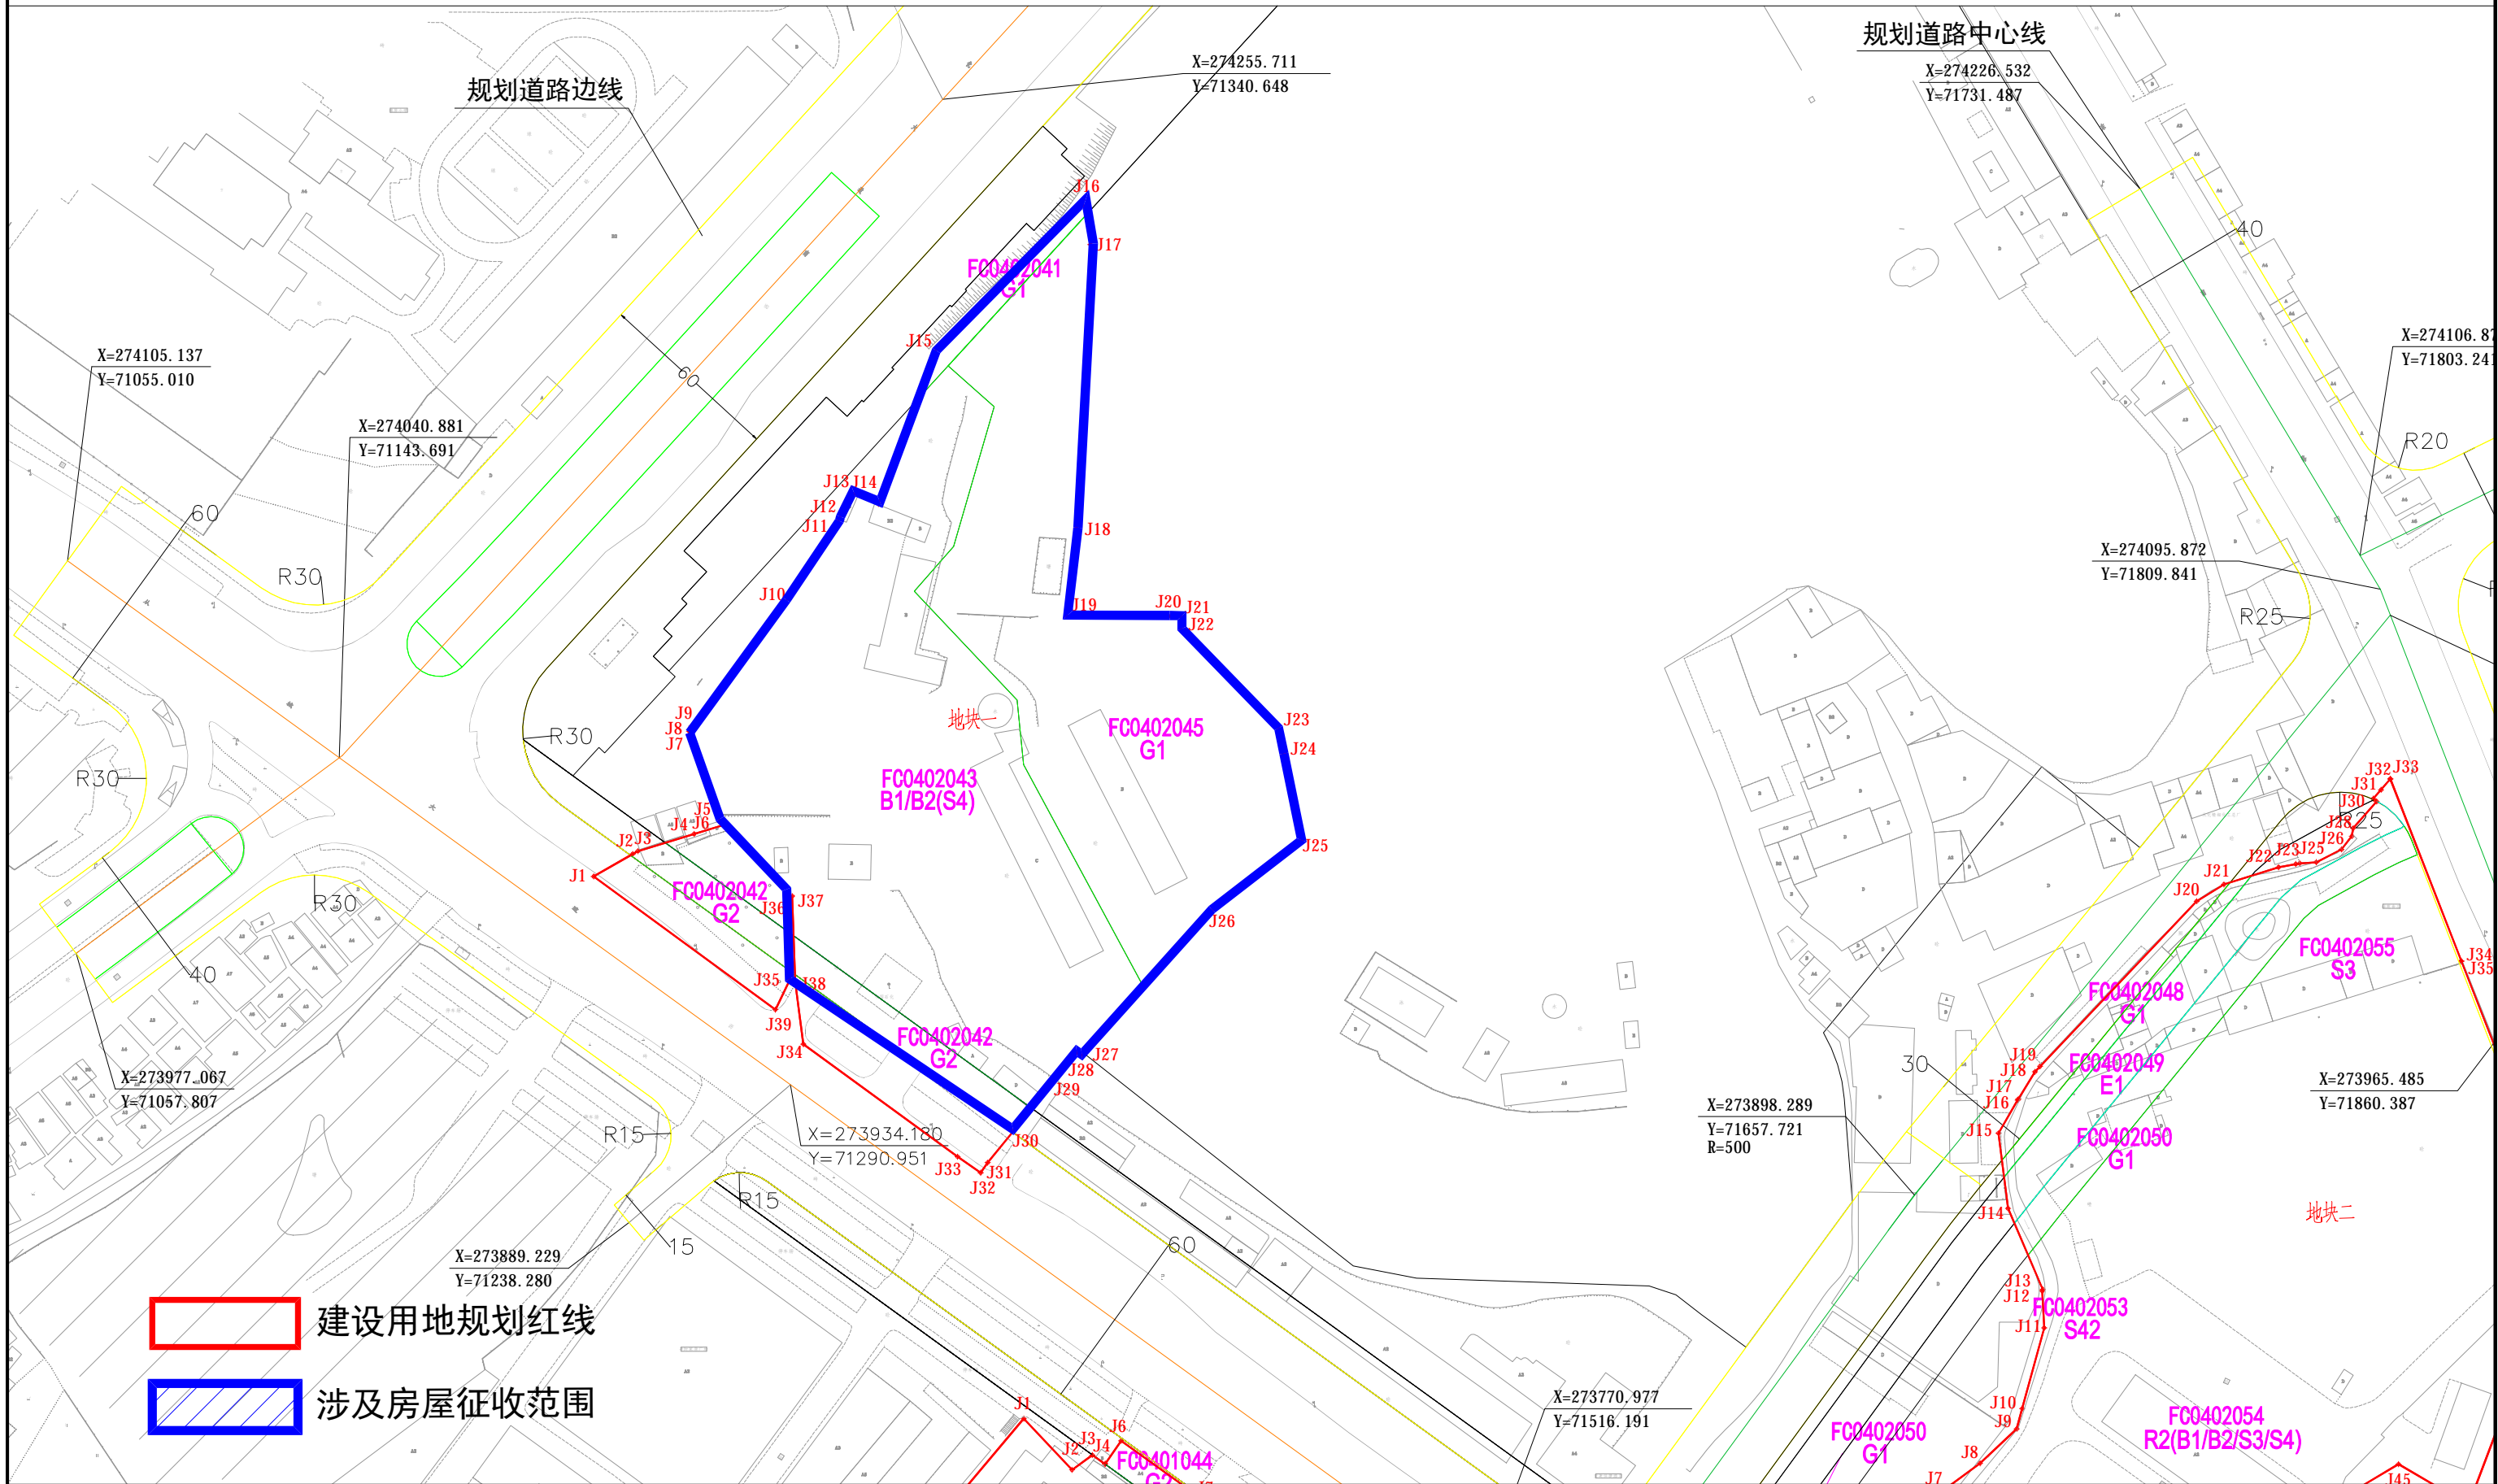 规划道路边线
X=274255.711
Y=71340.648
规划道路中心线
X=274226.532
Y=71731.487
J16
J17
40
FC0402041
G1
J15
X=274105.137
Y=71055.010
X=274106.87
Y=71803.241
60
X=274040.881
Y=71143.691
R20
J13
J14
J12
J11
60
J18
X=274095.872
Y=71809.841
R30
J10
J19
J20
J21
J22
R25
J9
J8
J7
地块一
FC0402045
G1
J23
J24
R30
R30
FC0402043
B1/B2(S4)
J32
J33
J31
J30
J5
J4
J6
J2
J3
J25
J28
R25
J26
J25
J23
J22
J1
J21
J20
R30
FC0402042
G2
J36
J37
J26
FC0402055
S3
J34
J35
40
J35
J38
FC0402048
G1
J39
J34
FC0402042
G2
J27
J28
J29
30
J19
J18
FC0402049
E1
J17
J16
X=273977.067
Y=71057.807
X=273965.485
Y=71860.387
X=273898.289
Y=71657.721
R=500
R15
X=273934.180
Y=71290.951
J30
J31
J33
J32
J15
FC0402050
G1
R15
J14
地块二
15
60
X=273889.229
Y=71238.280
J13
J12
建设用地规划红线
FC0402053
S42
J11
涉及房屋征收范围
X=273770.977
Y=71516.191
J1
J6
J3
J4
J2
FC0401044
G2
J10
J9
FC0402050
G1
J8
J7
FC0402054
R2(B1/B2/S3/S4)
J45